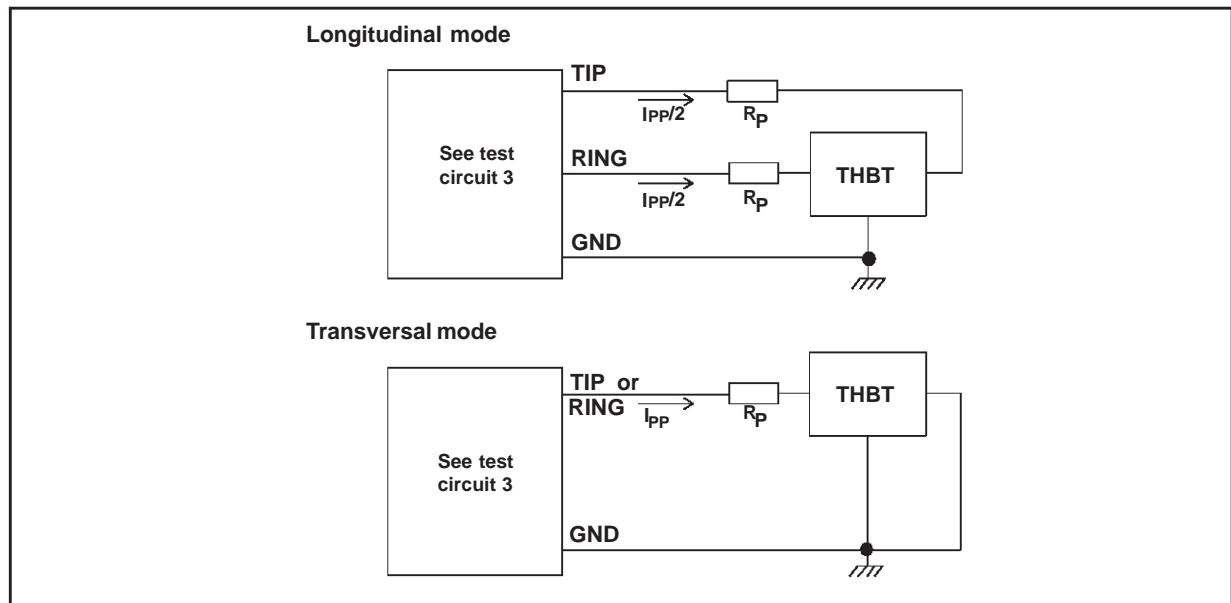 Longitudinal mode
TIP
IPP/2
RP
See test
circuit 3
RING
THBT
IPP/2
RP
GND
Transversal mode
TIP or
RING
IPP
RP
THBT
See test
circuit 3
GND